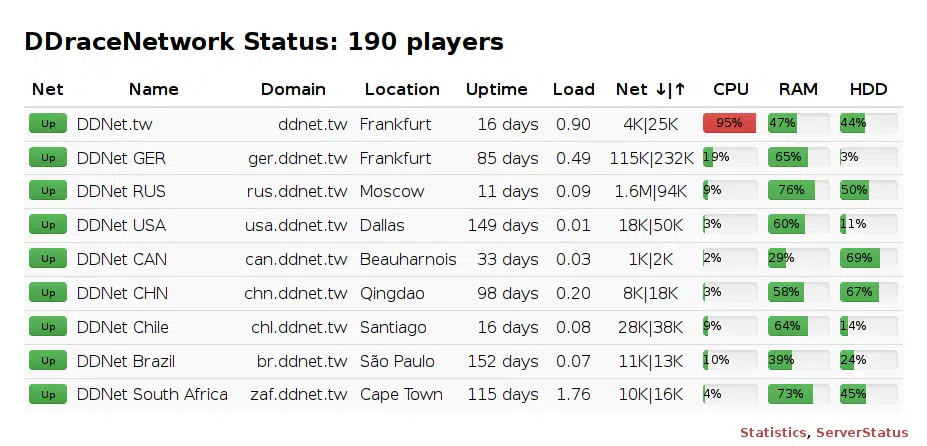 DDraceNetwork Status: 190 players
Net Name Domain Location Uptime Load Net ↓|↑ CPU RAM HDD
Up DDNet.tw ddnet.tw Frankfurt 16 days 0.90 4K|25K 95% 47% 44%
Up DDNet GER ger.ddnet.tw Frankfurt 85 days 0.49 115K|232K 19% 65% 3%
Up DDNet RUS rus.ddnet.tw Moscow 11 days 0.09 1.6M|94K 9% 76% 50%
Up DDNet USA usa.ddnet.tw Dallas 149 days 0.01 18K|50K 3% 60% 11%
Up DDNet CAN can.ddnet.tw Beauharnois 33 days 0.03 1K|2K 2% 29% 69%
Up DDNet CHN chn.ddnet.tw Qingdao 98 days 0.20 8K|18K 3% 58% 67%
Up DDNet Chile chl.ddnet.tw Santiago 16 days 0.08 28K|38K 9% 64% 14%
Up DDNet Brazil br.ddnet.tw São Paulo 152 days 0.07 11K|13K 10% 39% 24%
Up DDNet South Africa zaf.ddnet.tw Cape Town 115 days 1.76 10K|16K 4% 73% 45%
Statistics, ServerStatus